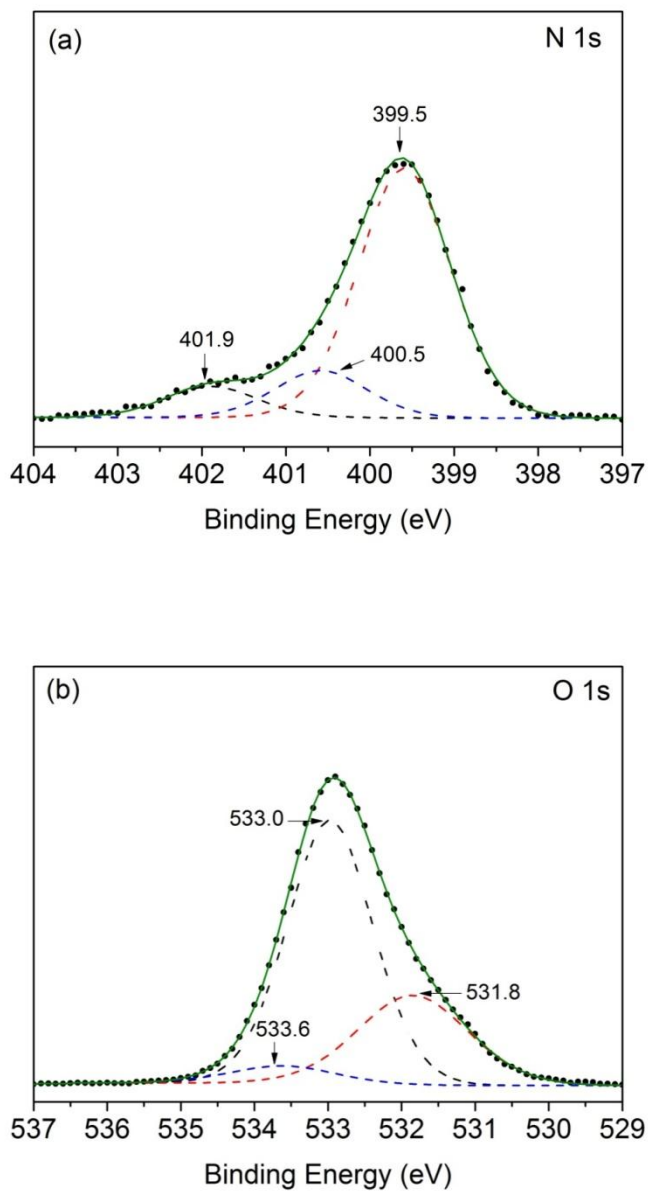 (a)
N 1s
399.5
401.9
400.5
404 403 402 401 400 399 398 397
Binding Energy (eV)
(b)
O 1s
533.0
531.8
533.6
537 536 535 534 533 532 531 530 529
Binding Energy (eV)